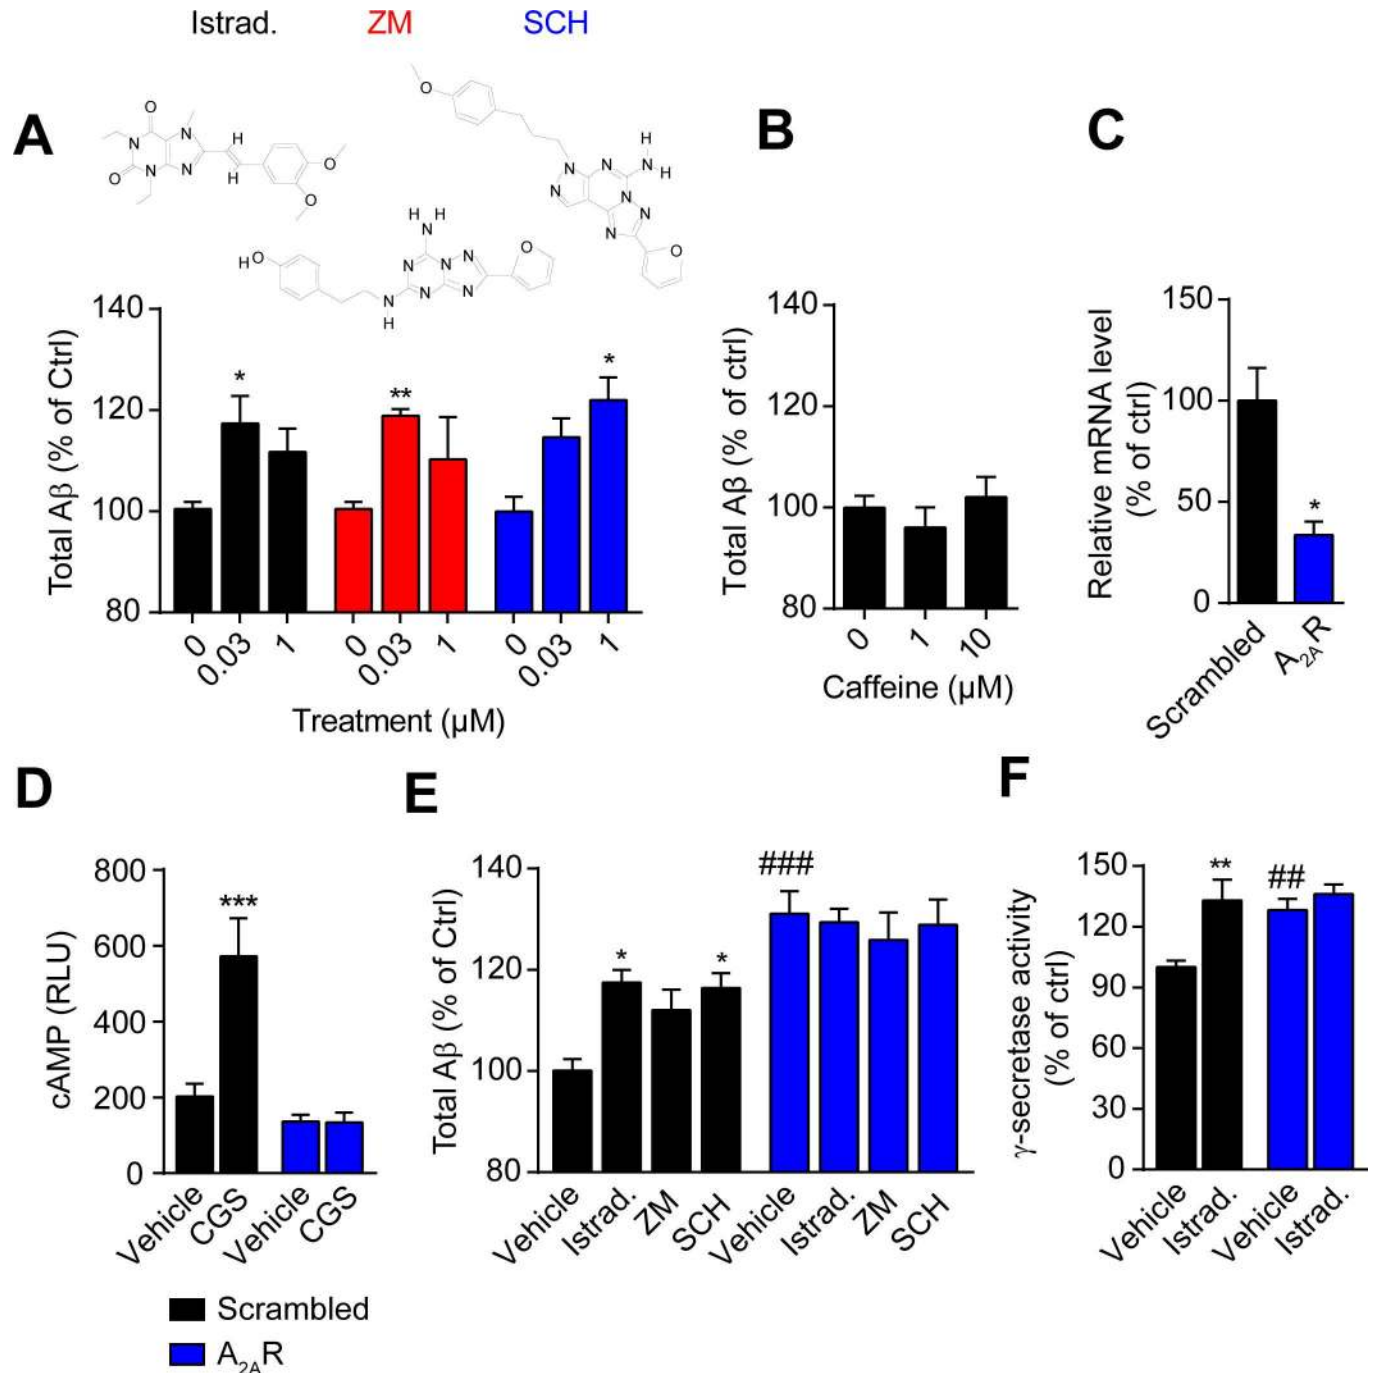 Istrad. ZM SCH
A
B
C
O
N
N
O
N
N
H
H
O
O
O
N
N
N
H
N
H
N
N
N
N
O
H H
N
HO
N
N
N
N
N
N
H
O
140
120
100
80
Total Aβ (% of Ctrl)
* ** *
0 0.03 1 0 0.03 1 0 0.03 1
Treatment (µM)
140
120
100
80
Total Aβ (% of ctrl)
0 1 10
Caffeine (µM)
150
100
50
0
Relative mRNA level
(% of ctrl)
*
Scrambled A2AR
D
E
F
800
600
400
200
0
cAMP (RLU)
***
Vehicle CGS Vehicle CGS
140
120
100
80
Total Aβ (% of Ctrl)
* * ###
Vehicle Istrad. ZM SCH Vehicle Istrad. ZM SCH
150
120
90
60
30
0
γ-secretase activity
(% of ctrl)
** ##
Vehicle Istrad. Vehicle Istrad.
Scrambled
A2AR